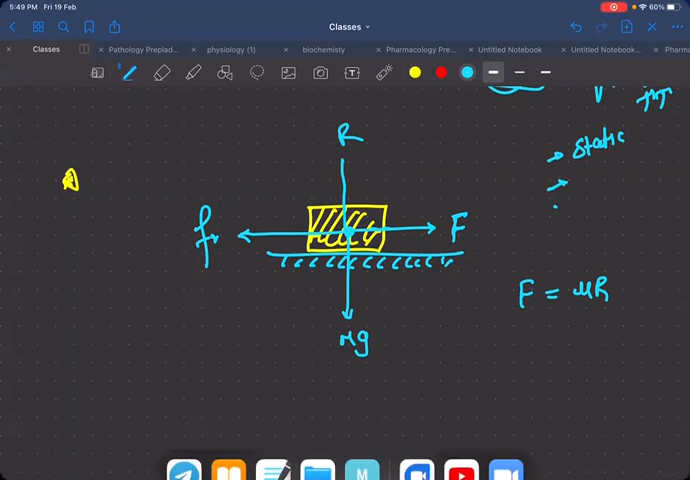 5:49 PM Fri 19 Feb
60%
Classes
Classes
Pathology Preplad...
physiology (1)
biochemisty
Pharmacology Pre...
Untitled Notebook
Untitled Notebook...
Pharma
T
R
→ static
→
f
F
F = μR
Mg
M